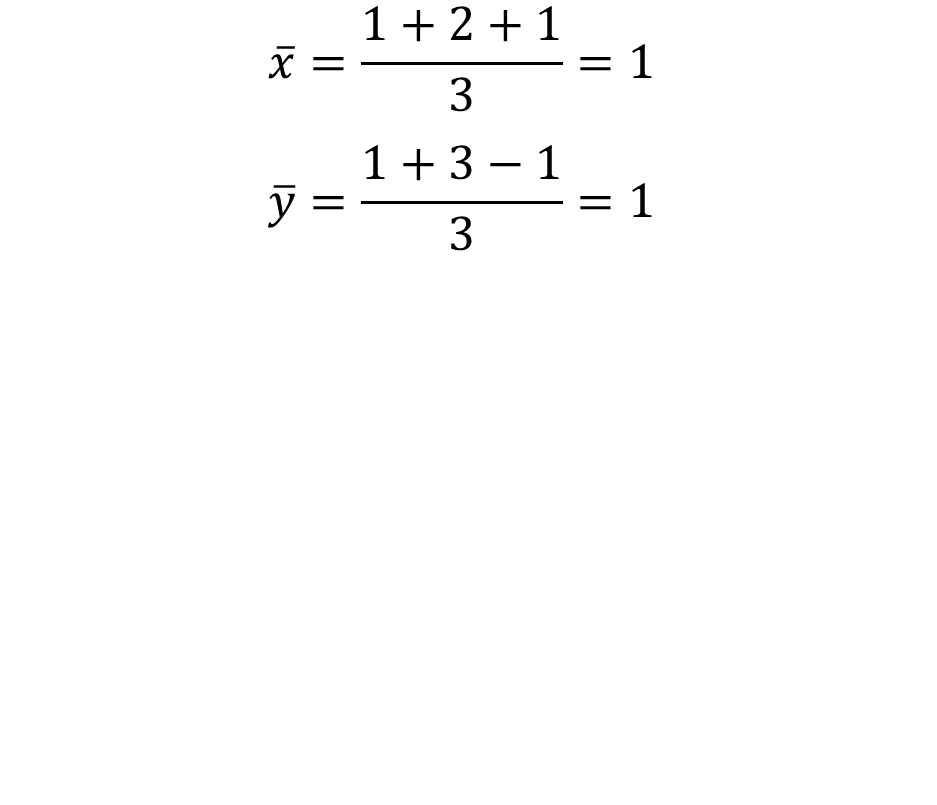 x̄ = (1 + 2 + 1)/3 = 1
ȳ = (1 + 3 − 1)/3 = 1